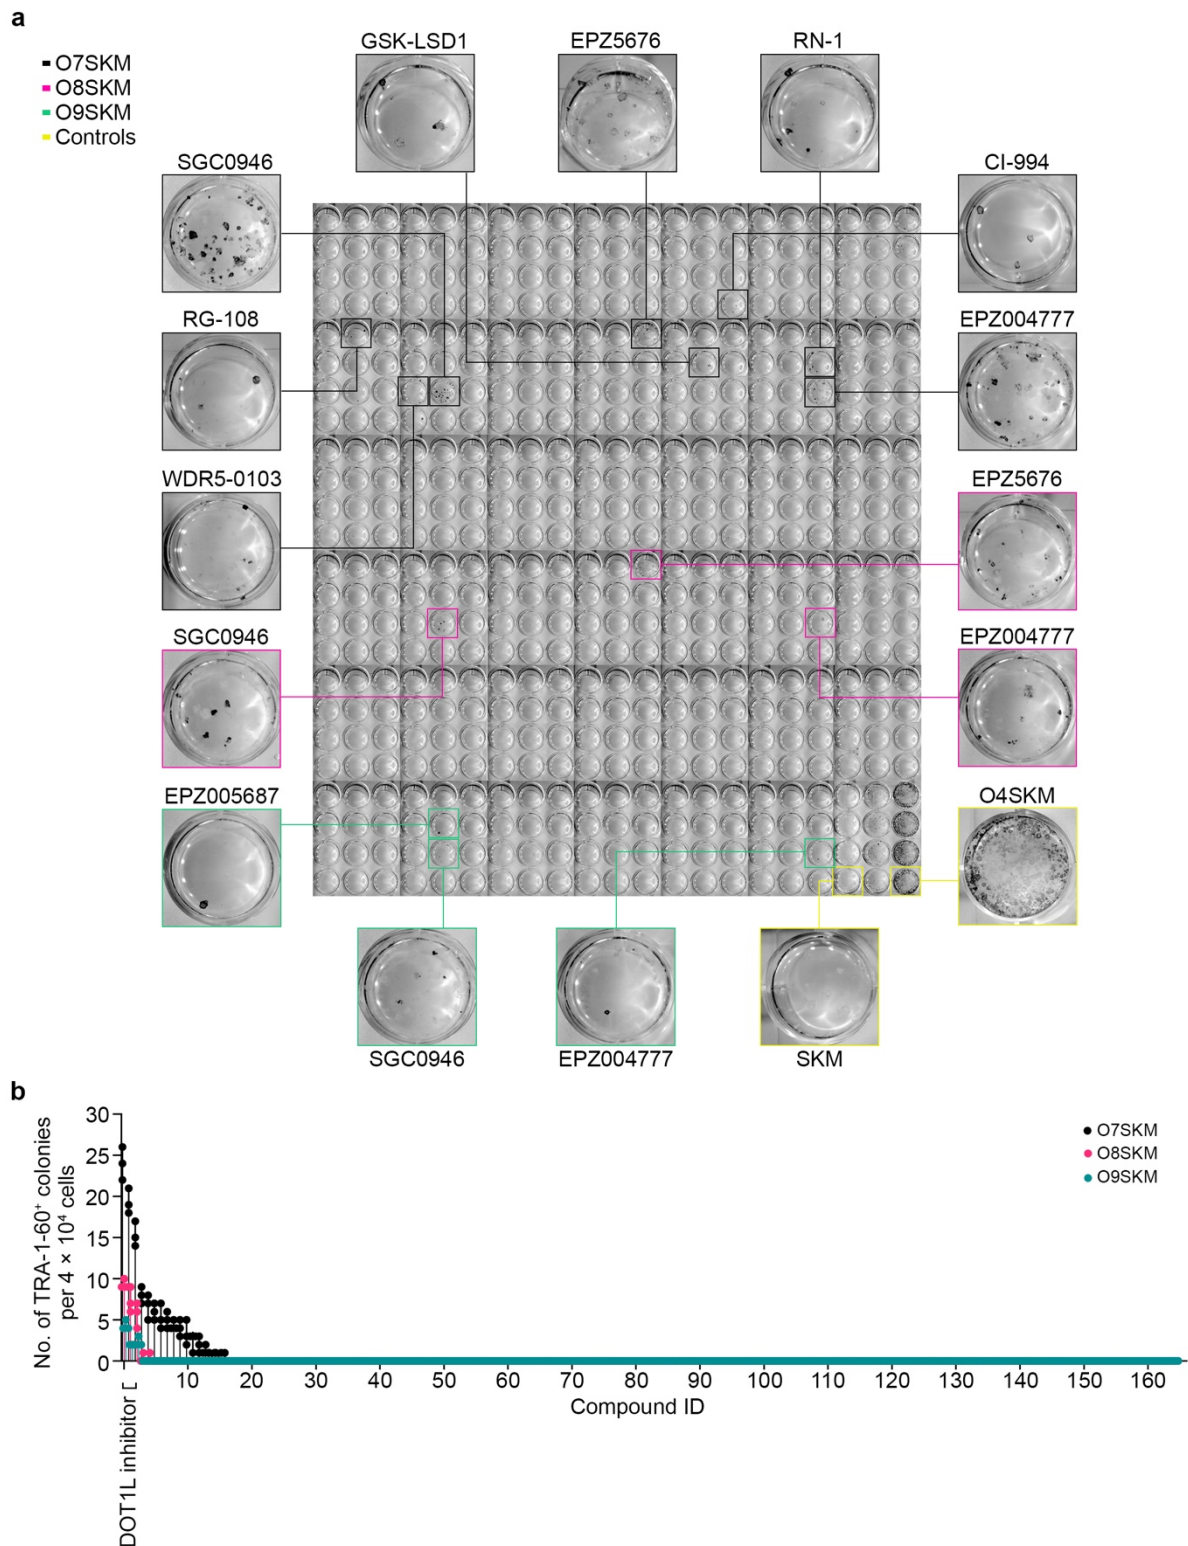 a
O7SKM
O8SKM
O9SKM
Controls
GSK-LSD1
EPZ5676
RN-1
SGC0946
CI-994
RG-108
EPZ004777
WDR5-0103
EPZ5676
SGC0946
EPZ004777
EPZ005687
O4SKM
SGC0946
EPZ004777
SKM
b
No. of TRA-1-60⁺ colonies
per 4 × 10⁴ cells
30
25
20
15
10
5
0
O7SKM
O8SKM
O9SKM
10 20 30 40 50 60 70 80 90 100 110 120 130 140 150 160
Compound ID
DOT1L inhibitor [